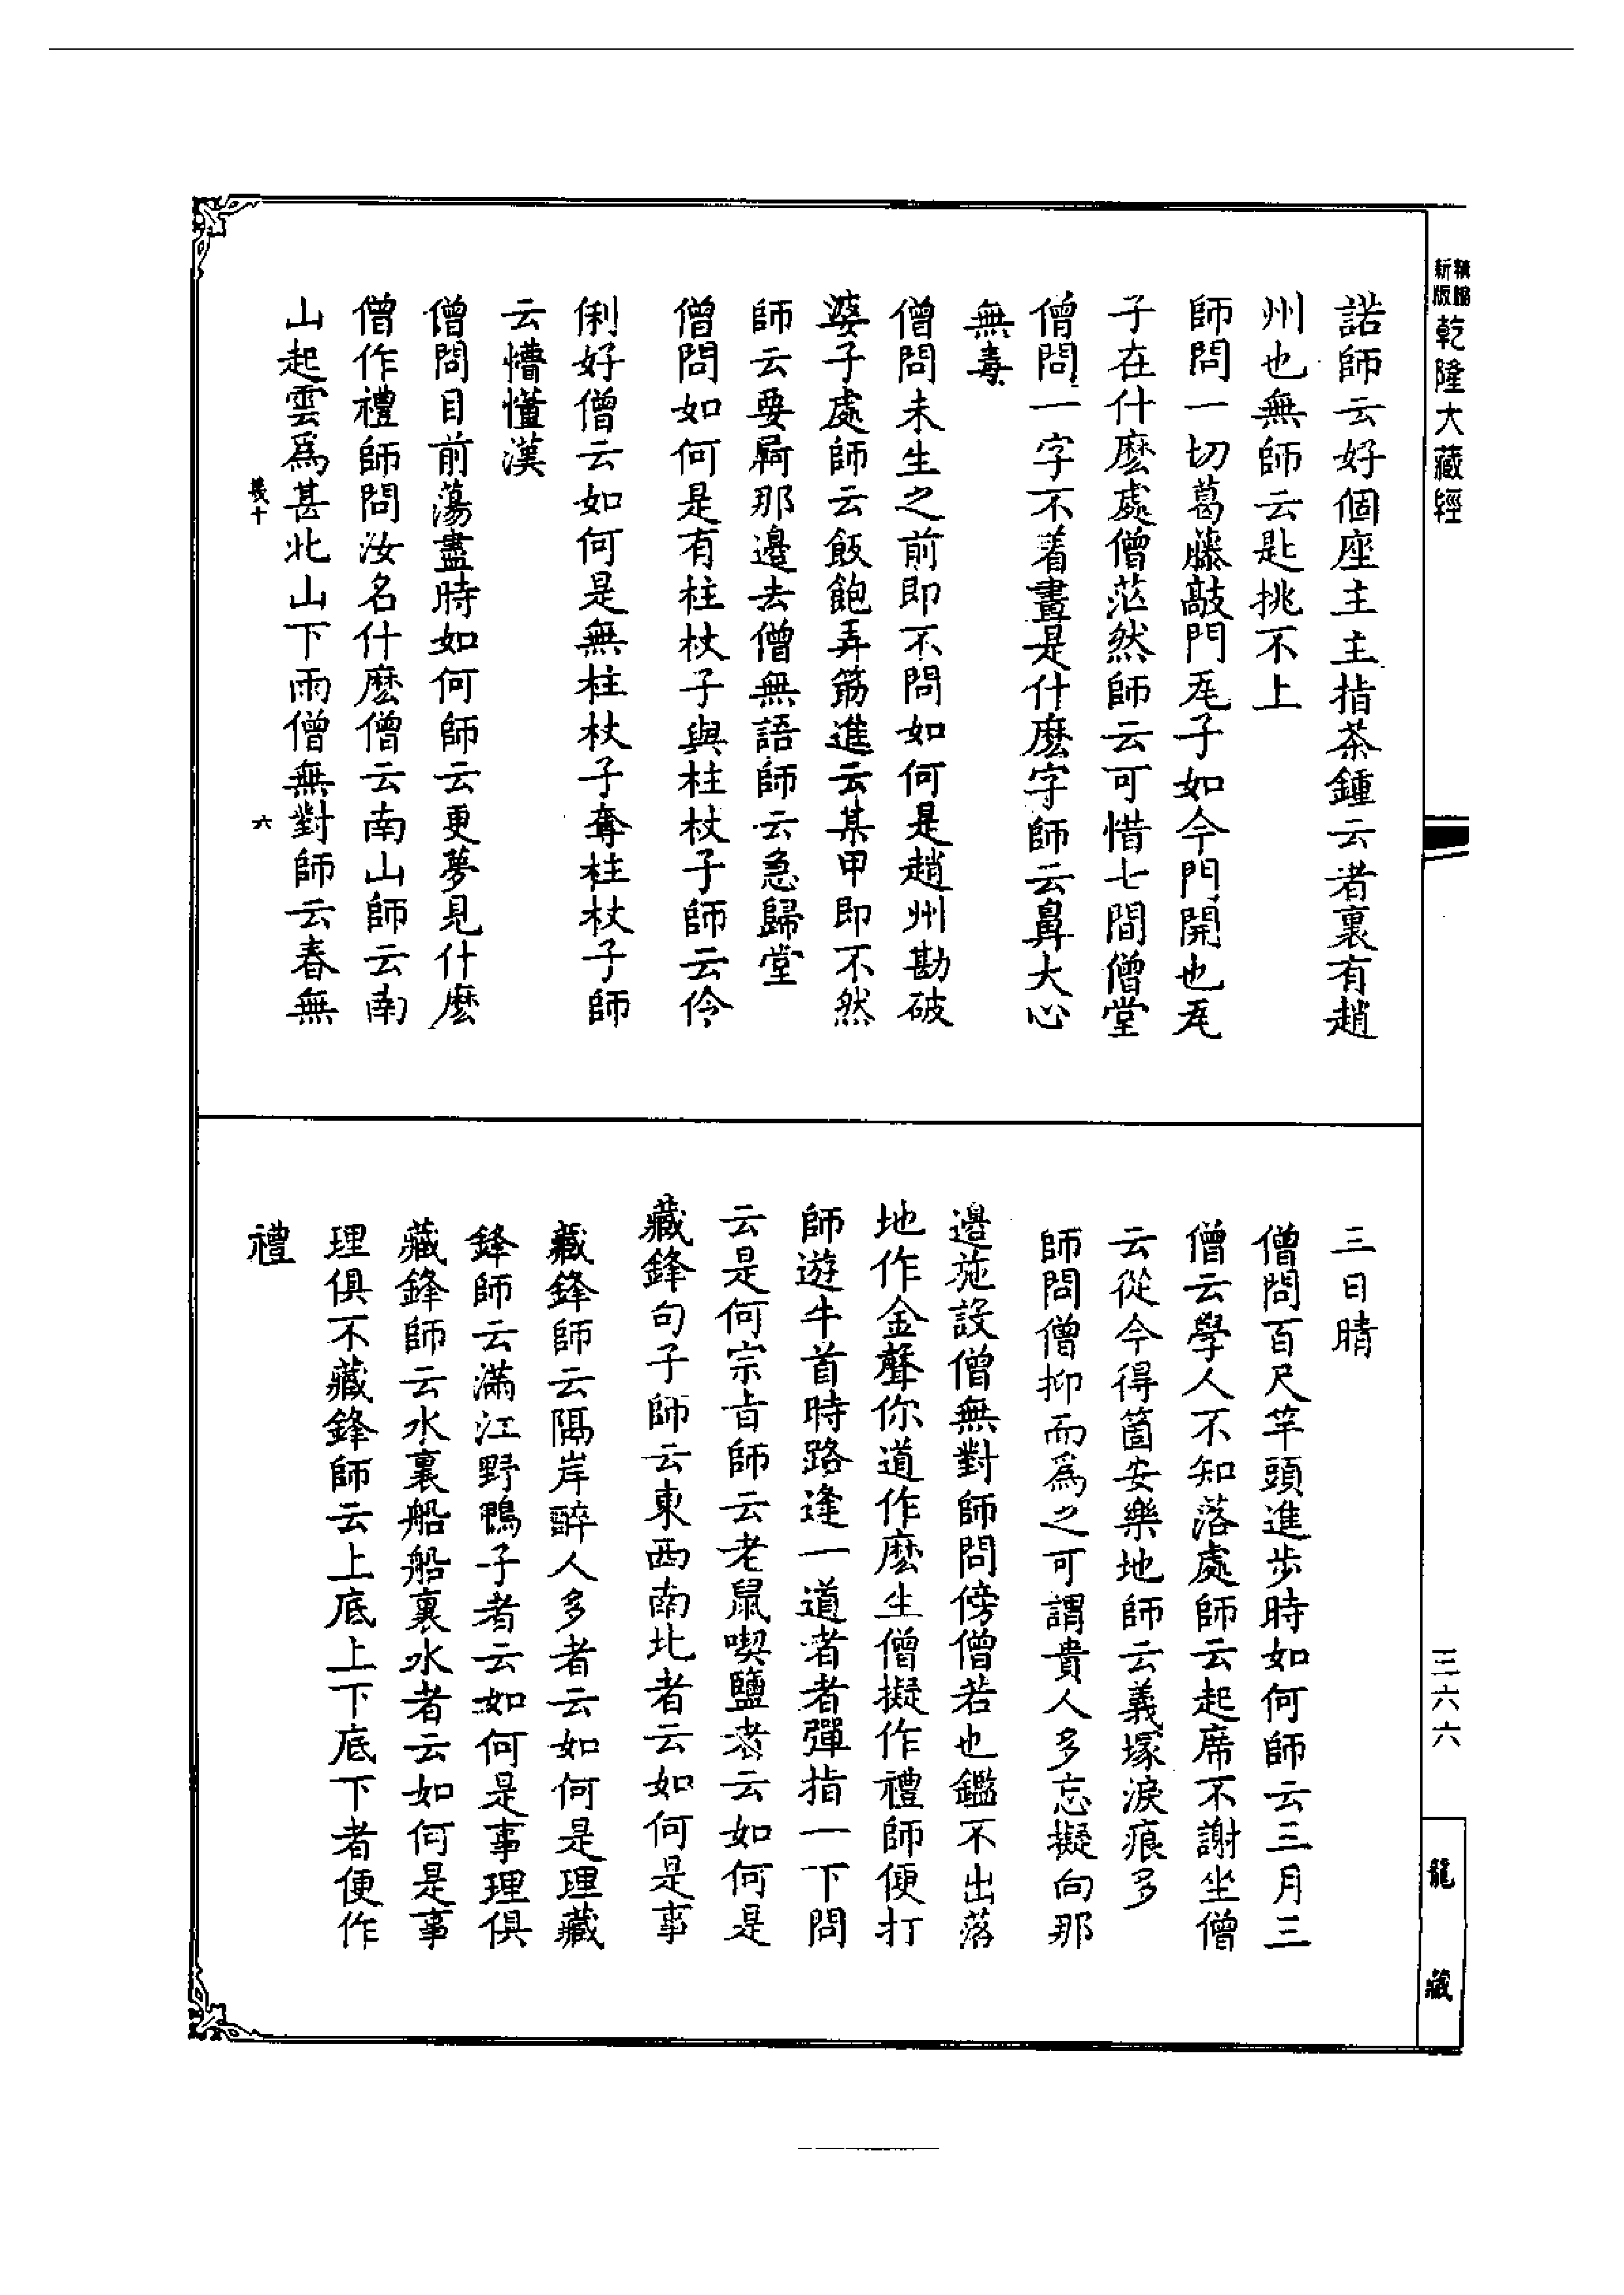 新版
乾隆大藏經
諾師云好個座主主指茶鍾云者裏有趙
州也無師云匙挑不上
師問一切葛藤敲門瓦子如今門開也瓦
子在什麼處僧茫然師云可惜七間僧堂
僧問一字不着畫是什麼字師云鼻大心
無毒
僧問未生之前即不問如何是趙州勘破
婆子處師云飯飽弄筯進云某甲即不然
師云要屙那邊去僧無語師云急歸堂
僧問如何是有柱杖子與柱杖子師云伶
俐好僧云如何是無柱杖子奪柱杖子師
云懵懂漢
僧問目前蕩盡時如何師云更夢見什麼
僧作禮師問汝名什麼僧云南山師云南
山起雲爲甚北山下雨僧無對師云春無
三日晴
僧問百尺竿頭進步時如何師云三月三
僧云學人不知落處師云起席不謝坐僧
云從今得箇安樂地師云義塚淚痕多
師問僧抑而爲之可謂貴人多忘擬向那
邊施設僧無對師問傍僧若也鑑不出落
地作金聲你道作麼生僧擬作禮師便打
師遊牛首時路逢一道者者彈指一下問
云是何宗旨師云老鼠喫鹽者云如何是
藏鋒句子師云東西南北者云如何是事
藏鋒師云隔岸醉人多者云如何是理藏
鋒師云滿江野鴨子者云如何是事理俱
藏鋒師云水裏船船裏水者云如何是事
理俱不藏鋒師云上底上下底下者便作
禮
十 六
三六六
龍藏